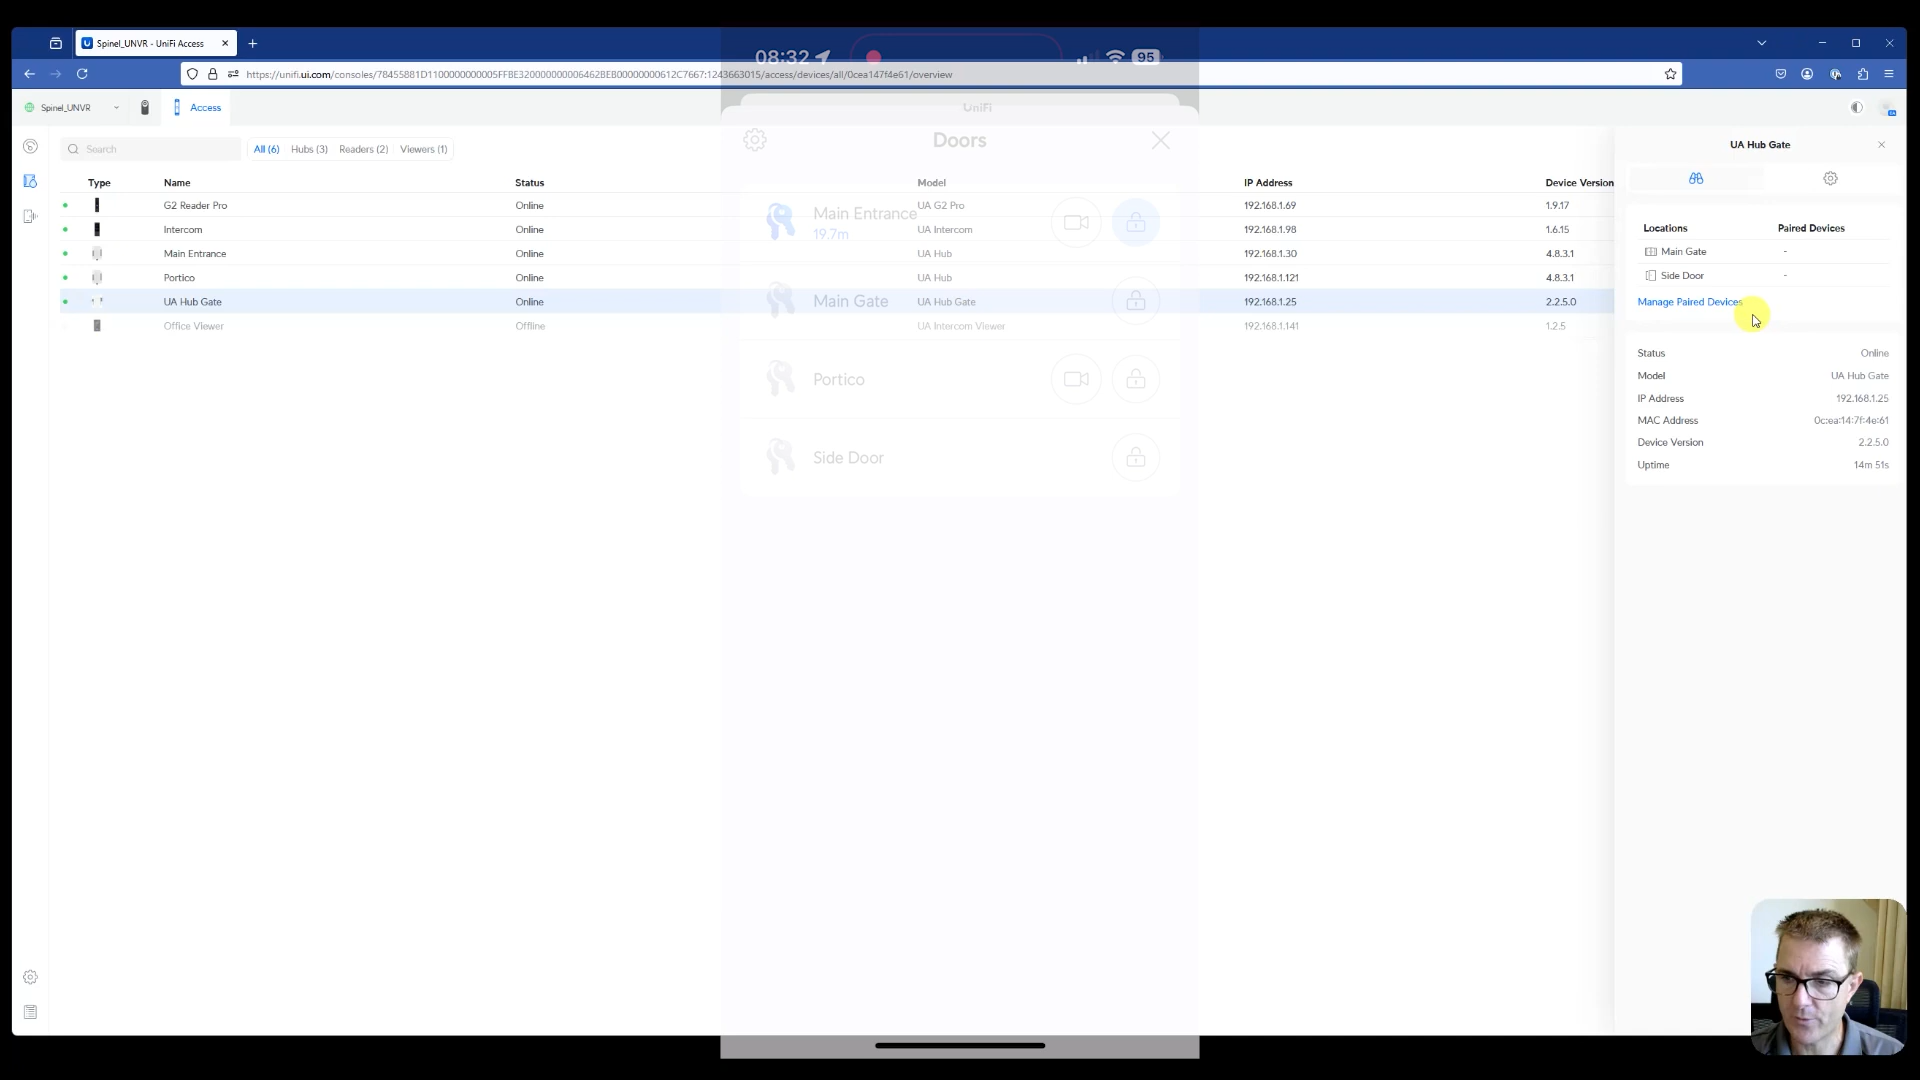 Spinel_UNVR - UniFi Access
08:32
95
https://unifi.ui.com/consoles/78455881D1100000000005FFBE320000000006462BEB00000000612C7667:1243663015/access/devices/all/0cea147f4e61/overview
Spinel_UNVR
Access
UniFi
Doors
Search
All (6)
Hubs (3)
Readers (2)
Viewers (1)
Type
Name
Status
Model
IP Address
Device Version
G2 Reader Pro
Online
UA G2 Pro
192.168.1.69
1.9.17
Intercom
Online
UA Intercom
192.168.1.98
1.6.15
Main Entrance
Online
UA Hub
192.168.1.30
4.8.3.1
Portico
Online
UA Hub
192.168.1.121
4.8.3.1
UA Hub Gate
Online
UA Hub Gate
192.168.1.25
2.2.5.0
Office Viewer
Offline
UA Intercom Viewer
192.168.1.141
1.2.5
Main Entrance
19.7m
Main Gate
Portico
Side Door
UA Hub Gate
Locations
Paired Devices
Main Gate
-
Side Door
-
Manage Paired Devices
Status
Online
Model
UA Hub Gate
IP Address
192.168.1.25
MAC Address
0c:ea:14:7f:4e:61
Device Version
2.2.5.0
Uptime
14m 51s